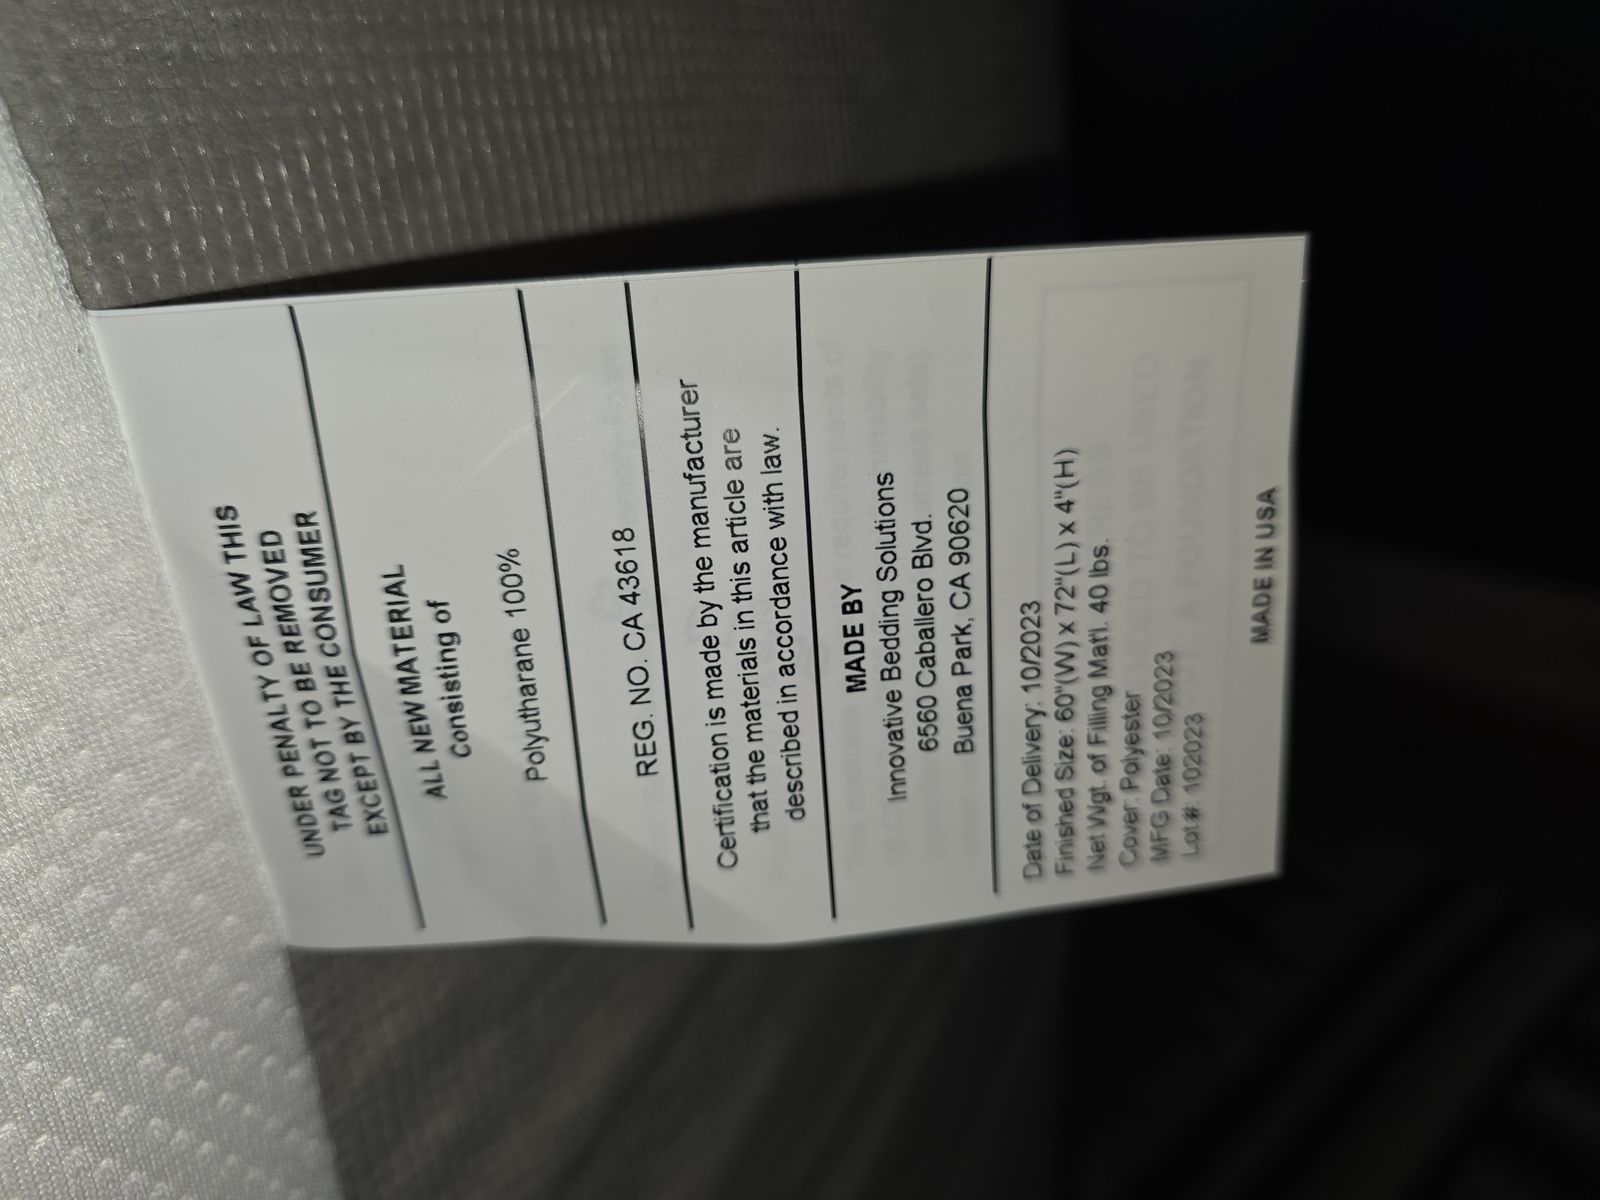 UNDER PENALTY OF LAW THIS
TAG NOT TO BE REMOVED
EXCEPT BY THE CONSUMER
ALL NEW MATERIAL
Consisting of
Polyutharane 100%
REG. NO. CA 43618
Certification is made by the manufacturer
that the materials in this article are
described in accordance with law.
MADE BY
Innovative Bedding Solutions
6560 Caballero Blvd.
Buena Park, CA 90620
Date of Delivery: 10/2023
Finished Size: 60"(W) x 72"(L) x 4"(H)
Net Wgt. of Filling Mat'l. 40 lbs.
Cover: Polyester
MFG Date: 10/2023
Lot#: 102023
MADE IN USA